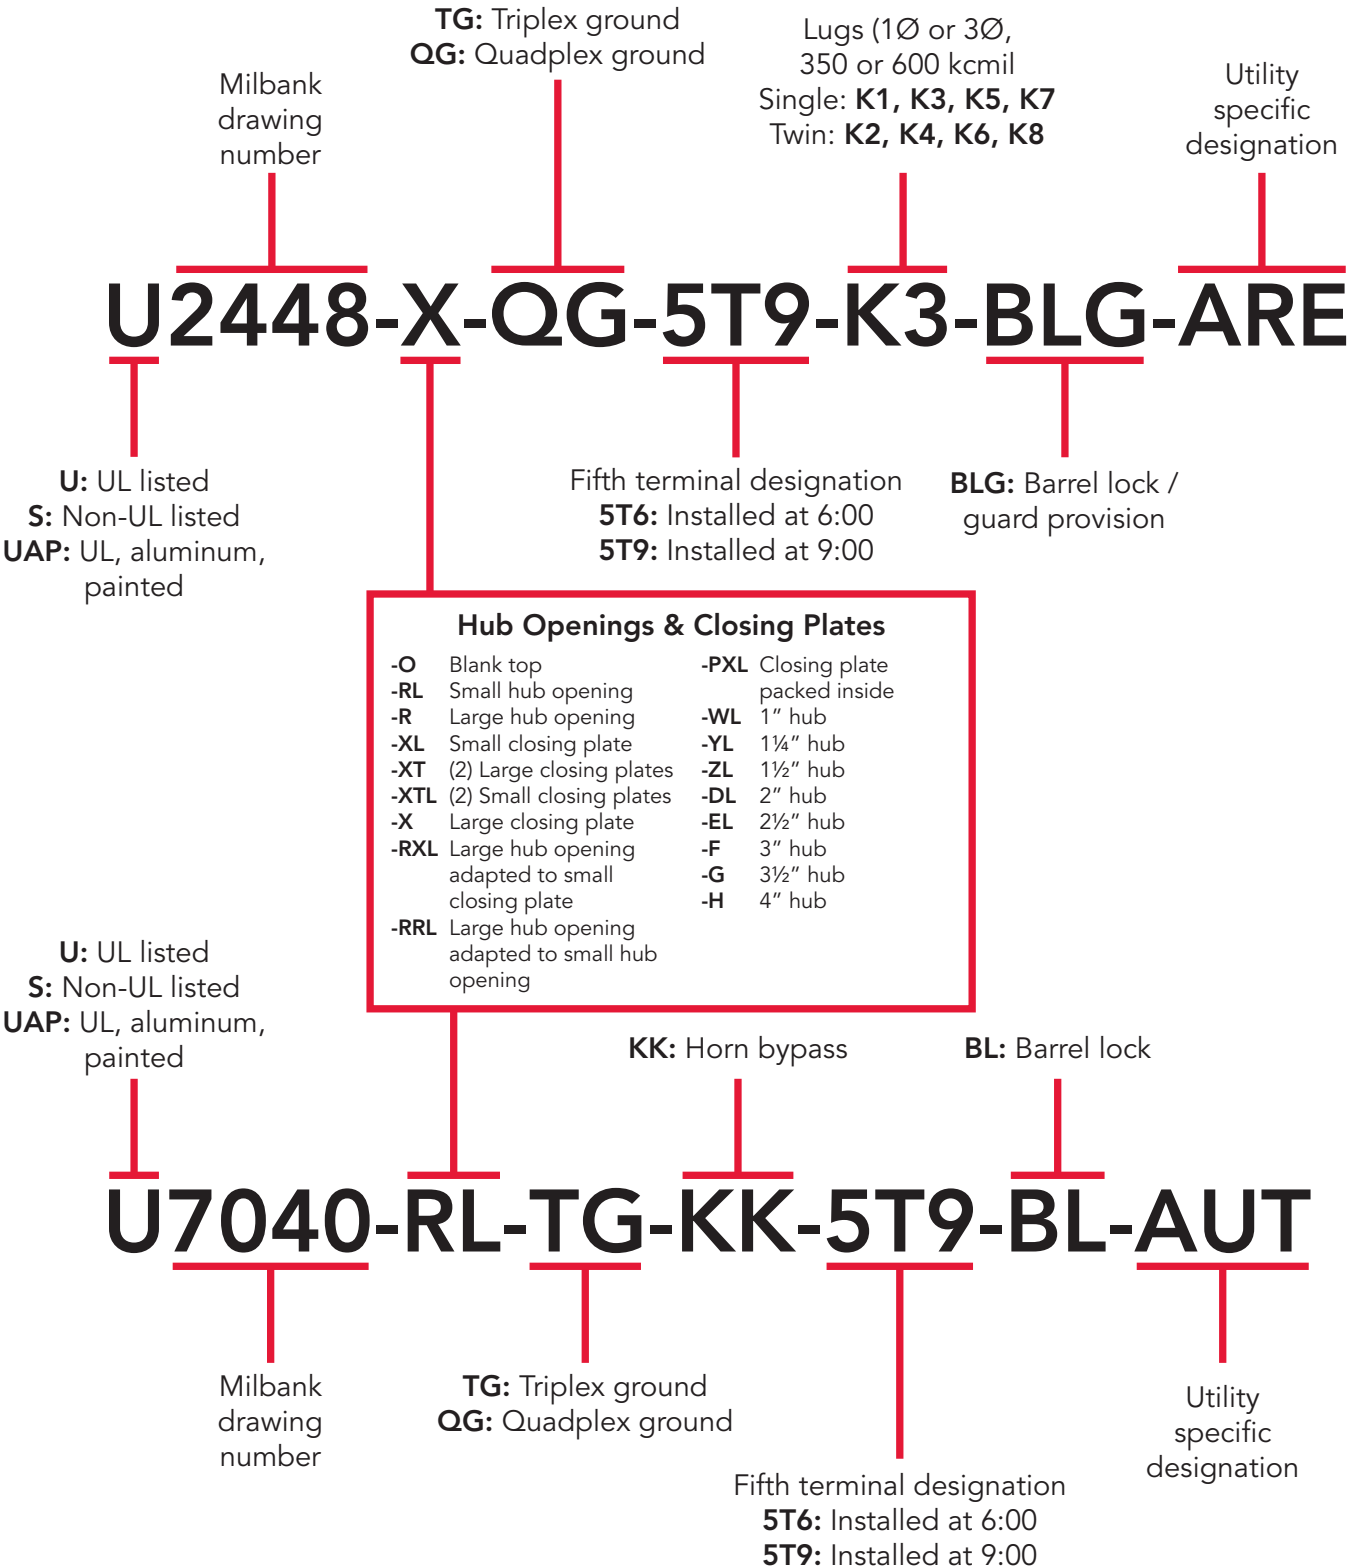 TG: Triplex ground
QG: Quadplex ground
Lugs (1Ø or 3Ø,
350 or 600 kcmil
Single: K1, K3, K5, K7
Twin: K2, K4, K6, K8
Milbank
drawing
number
Utility
specific
designation
U2448-X-QG-5T9-K3-BLG-ARE
U: UL listed
S: Non-UL listed
UAP: UL, aluminum,
painted
Fifth terminal designation
5T6: Installed at 6:00
5T9: Installed at 9:00
BLG: Barrel lock /
guard provision
Hub Openings & Closing Plates
-O Blank top
-RL Small hub opening
-R Large hub opening
-XL Small closing plate
-XT (2) Large closing plates
-XTL (2) Small closing plates
-X Large closing plate
-RXL Large hub opening
adapted to small
closing plate
-RRL Large hub opening
adapted to small hub
opening
-PXL Closing plate
packed inside
-WL 1” hub
-YL 1¼” hub
-ZL 1½” hub
-DL 2” hub
-EL 2½” hub
-F 3” hub
-G 3½” hub
-H 4” hub
U: UL listed
S: Non-UL listed
UAP: UL, aluminum,
painted
KK: Horn bypass
BL: Barrel lock
U7040-RL-TG-KK-5T9-BL-AUT
Milbank
drawing
number
TG: Triplex ground
QG: Quadplex ground
Utility
specific
designation
Fifth terminal designation
5T6: Installed at 6:00
5T9: Installed at 9:00